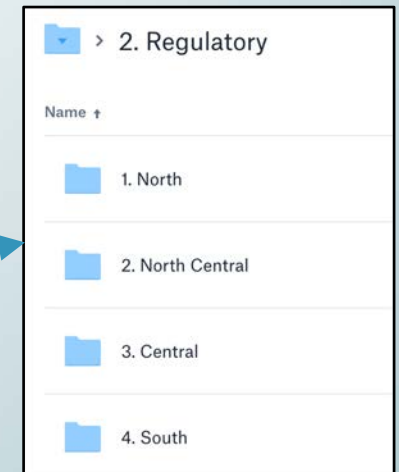 > 2. Regulatory
Name ↑
1. North
2. North Central
3. Central
4. South